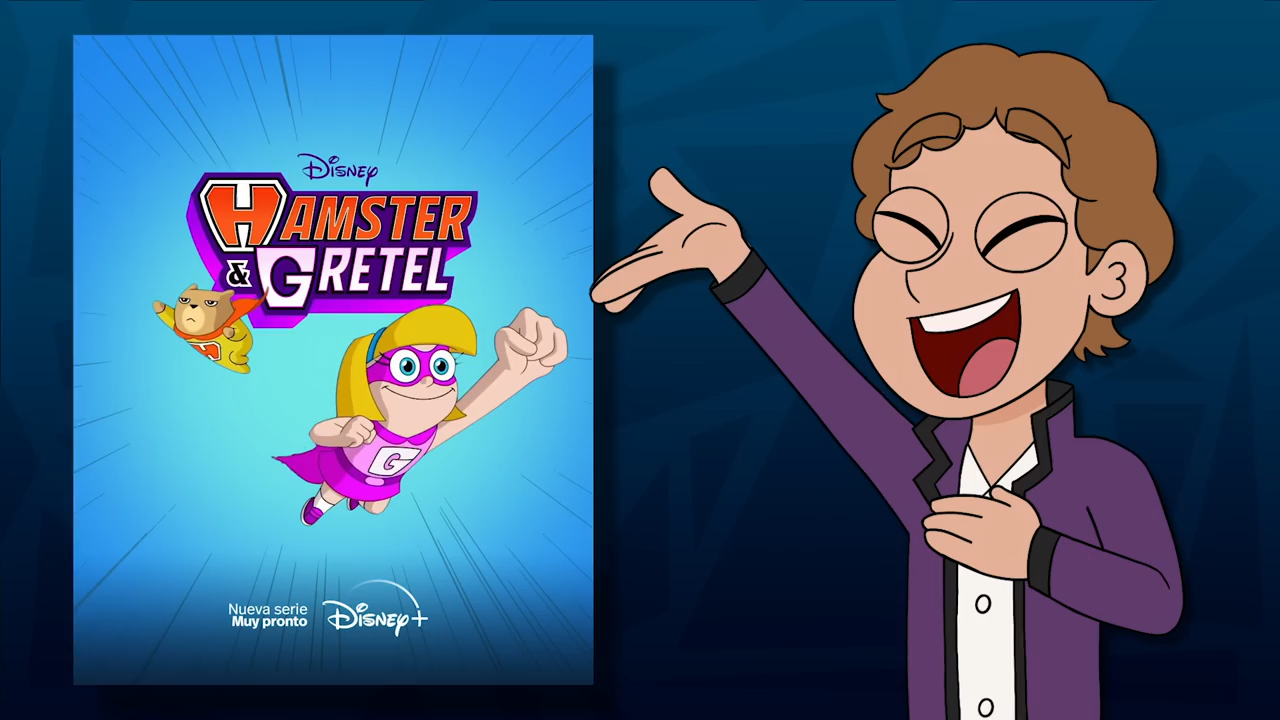 Disney
HAMSTER
& GRETEL
H
G
Nueva serie
Muy pronto
Disney+